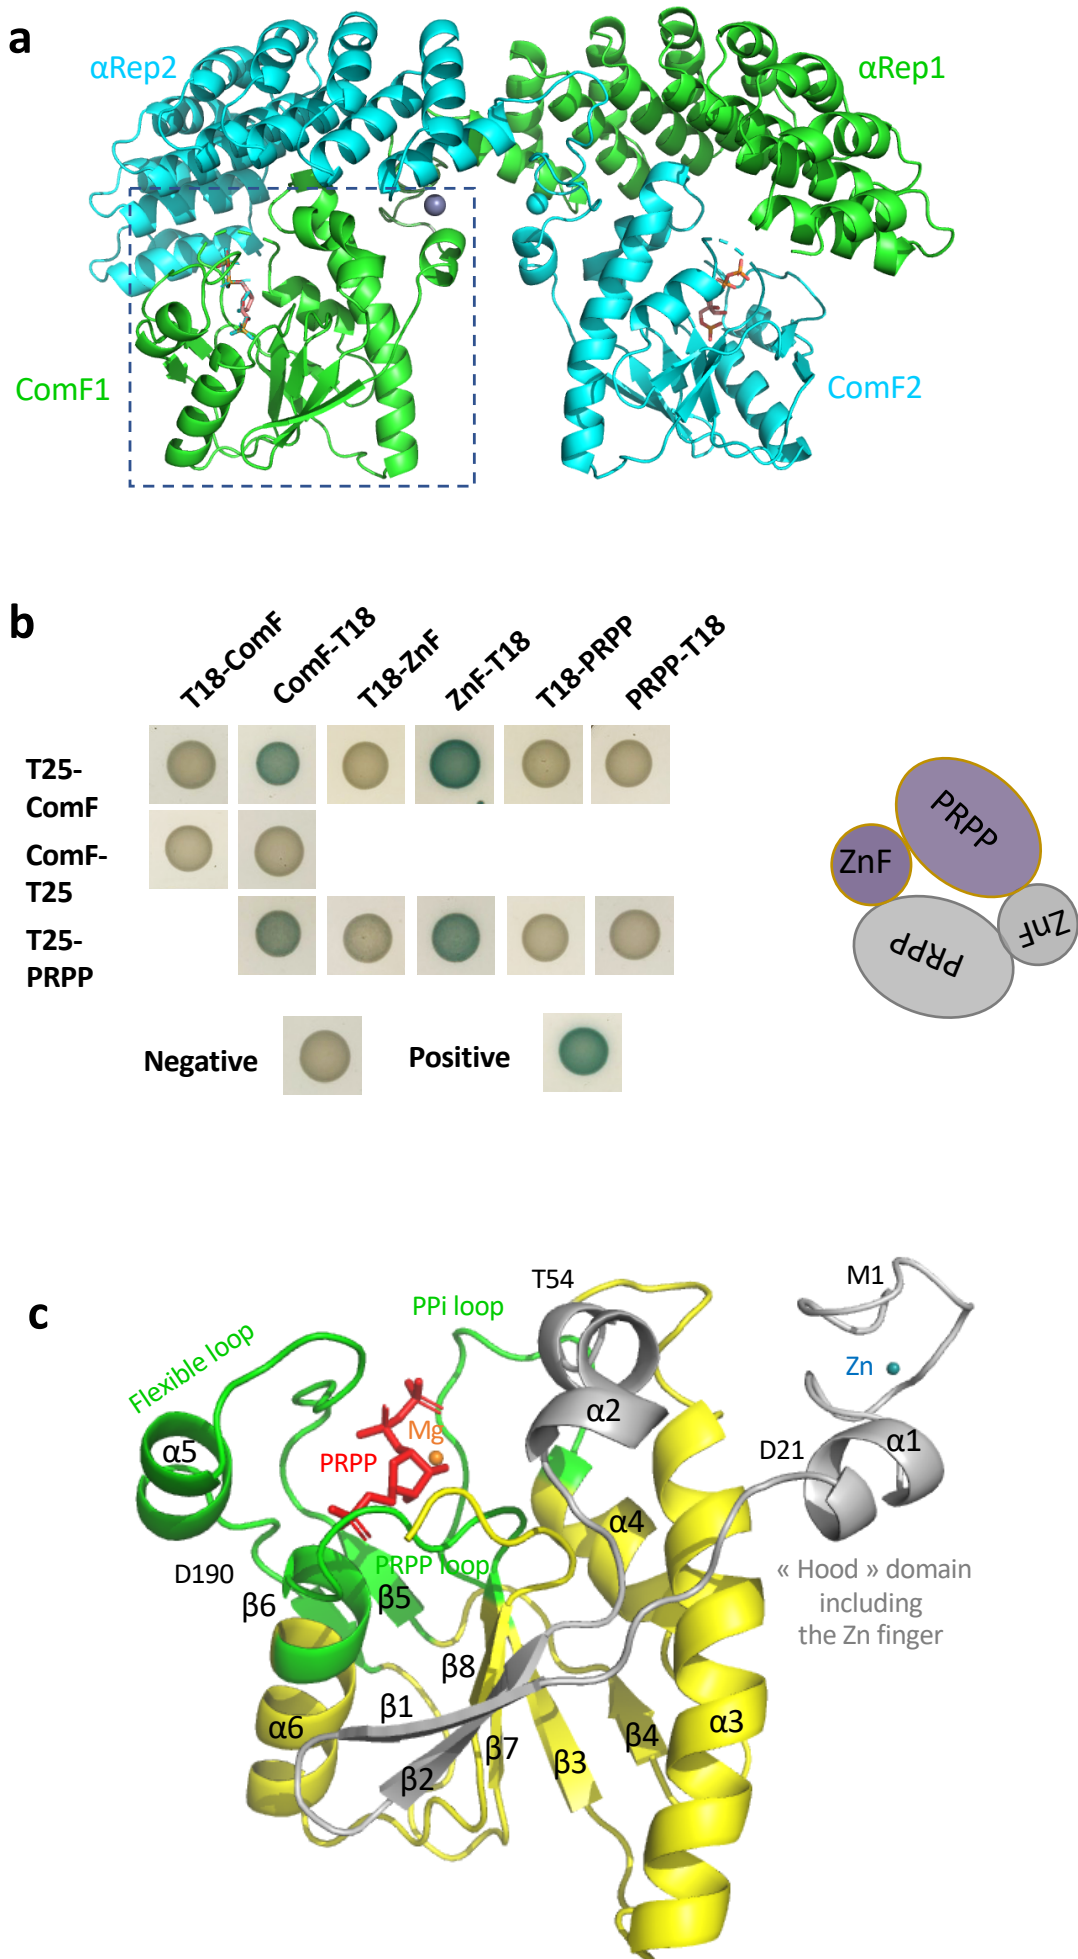 a
αRep2
αRep1
ComF1
ComF2
b
T18-ComF
ComF-T18
T18-ZnF
ZnF-T18
T18-PRPP
PRPP-T18
T25-
ComF
ComF-
T25
T25-
PRPP
Negative
Positive
PRPP
ZnF
ZnF
PRPP
c
T54
M1
PPi loop
Flexible loop
Zn
α2
α5
Mg
D21
α1
PRPP
α4
D190
PRPP loop
« Hood » domain
including
the Zn finger
β6
β5
β8
β1
α6
α3
β4
β7
β3
β2